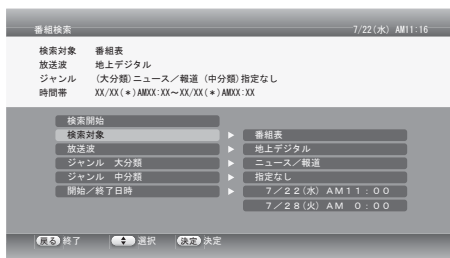 番組検索 7/22(水) AM11:16
検索対象 番組表
放送波 地上デジタル
ジャンル (大分類)ニュース／報道 (中分類)指定なし
時間帯 XX/XX(*)AMXX:XX～XX/XX(*)AMXX:XX
検索開始
検索対象 ▶ 番組表
放送波 ▶ 地上デジタル
ジャンル 大分類 ▶ ニュース／報道
ジャンル 中分類 ▶ 指定なし
開始／終了日時 ▶ 7／22(水) AM11：00
7／28(火) AM 0：00
戻る 終了 選択 決定 決定